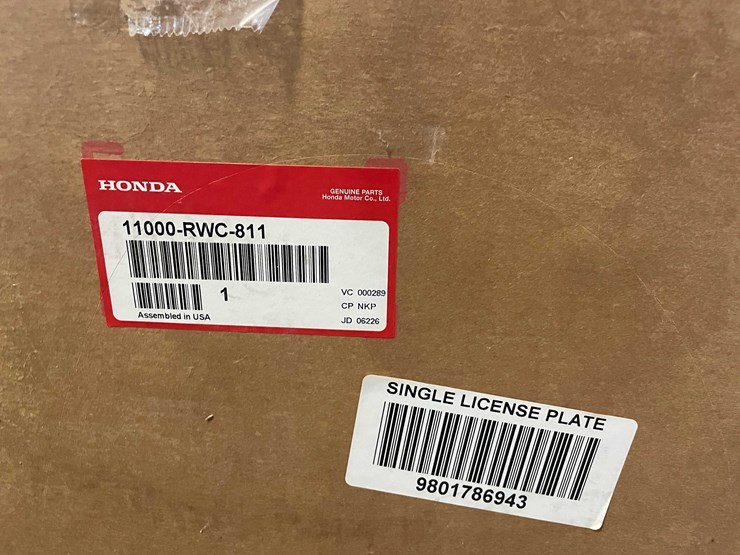 HONDA
GENUINE PARTS
Honda Motor Co., Ltd.
11000-RWC-811
1
VC 000289
CP NKP
Assembled in USA
JD 06226
SINGLE LICENSE PLATE
9801786943